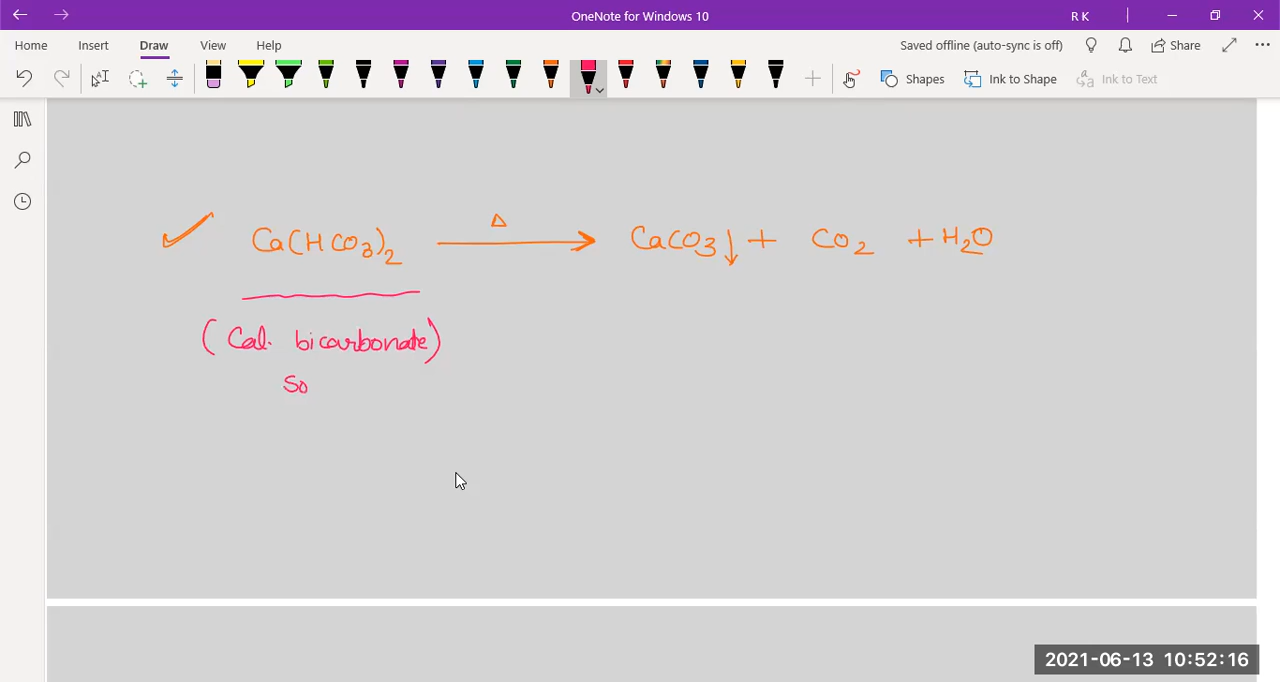 OneNote for Windows 10
R K
Home Insert Draw View Help
Saved offline (auto-sync is off) Share
Shapes Ink to Shape Ink to Text
Ca(HCO3)2 Δ → CaCO3↓ + CO2 + H2O
(Cal. bicarbonate)
So
2021-06-13 10:52:16